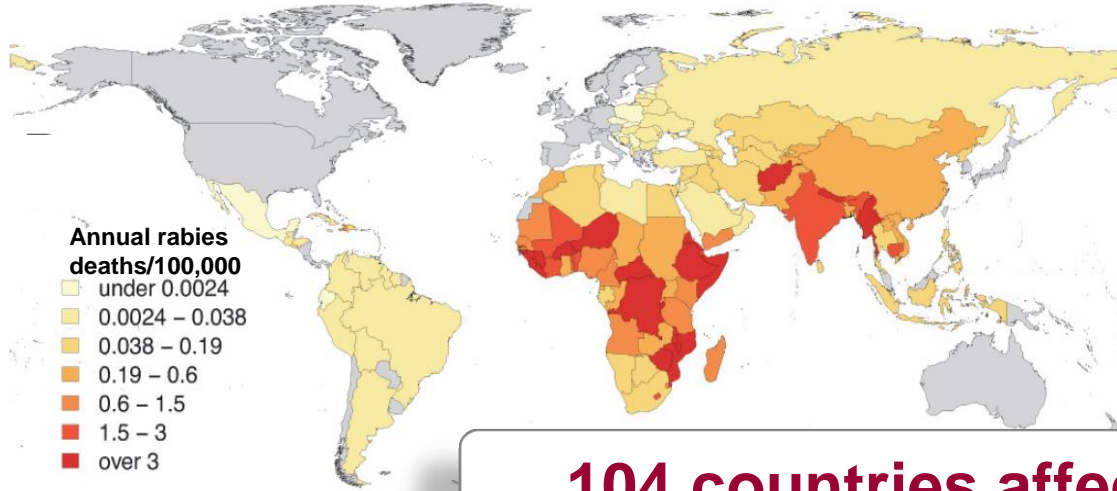 Annual rabies
deaths/100,000
under 0.0024
0.0024 – 0.038
0.038 – 0.19
0.19 – 0.6
0.6 – 1.5
1.5 – 3
over 3
104 countries